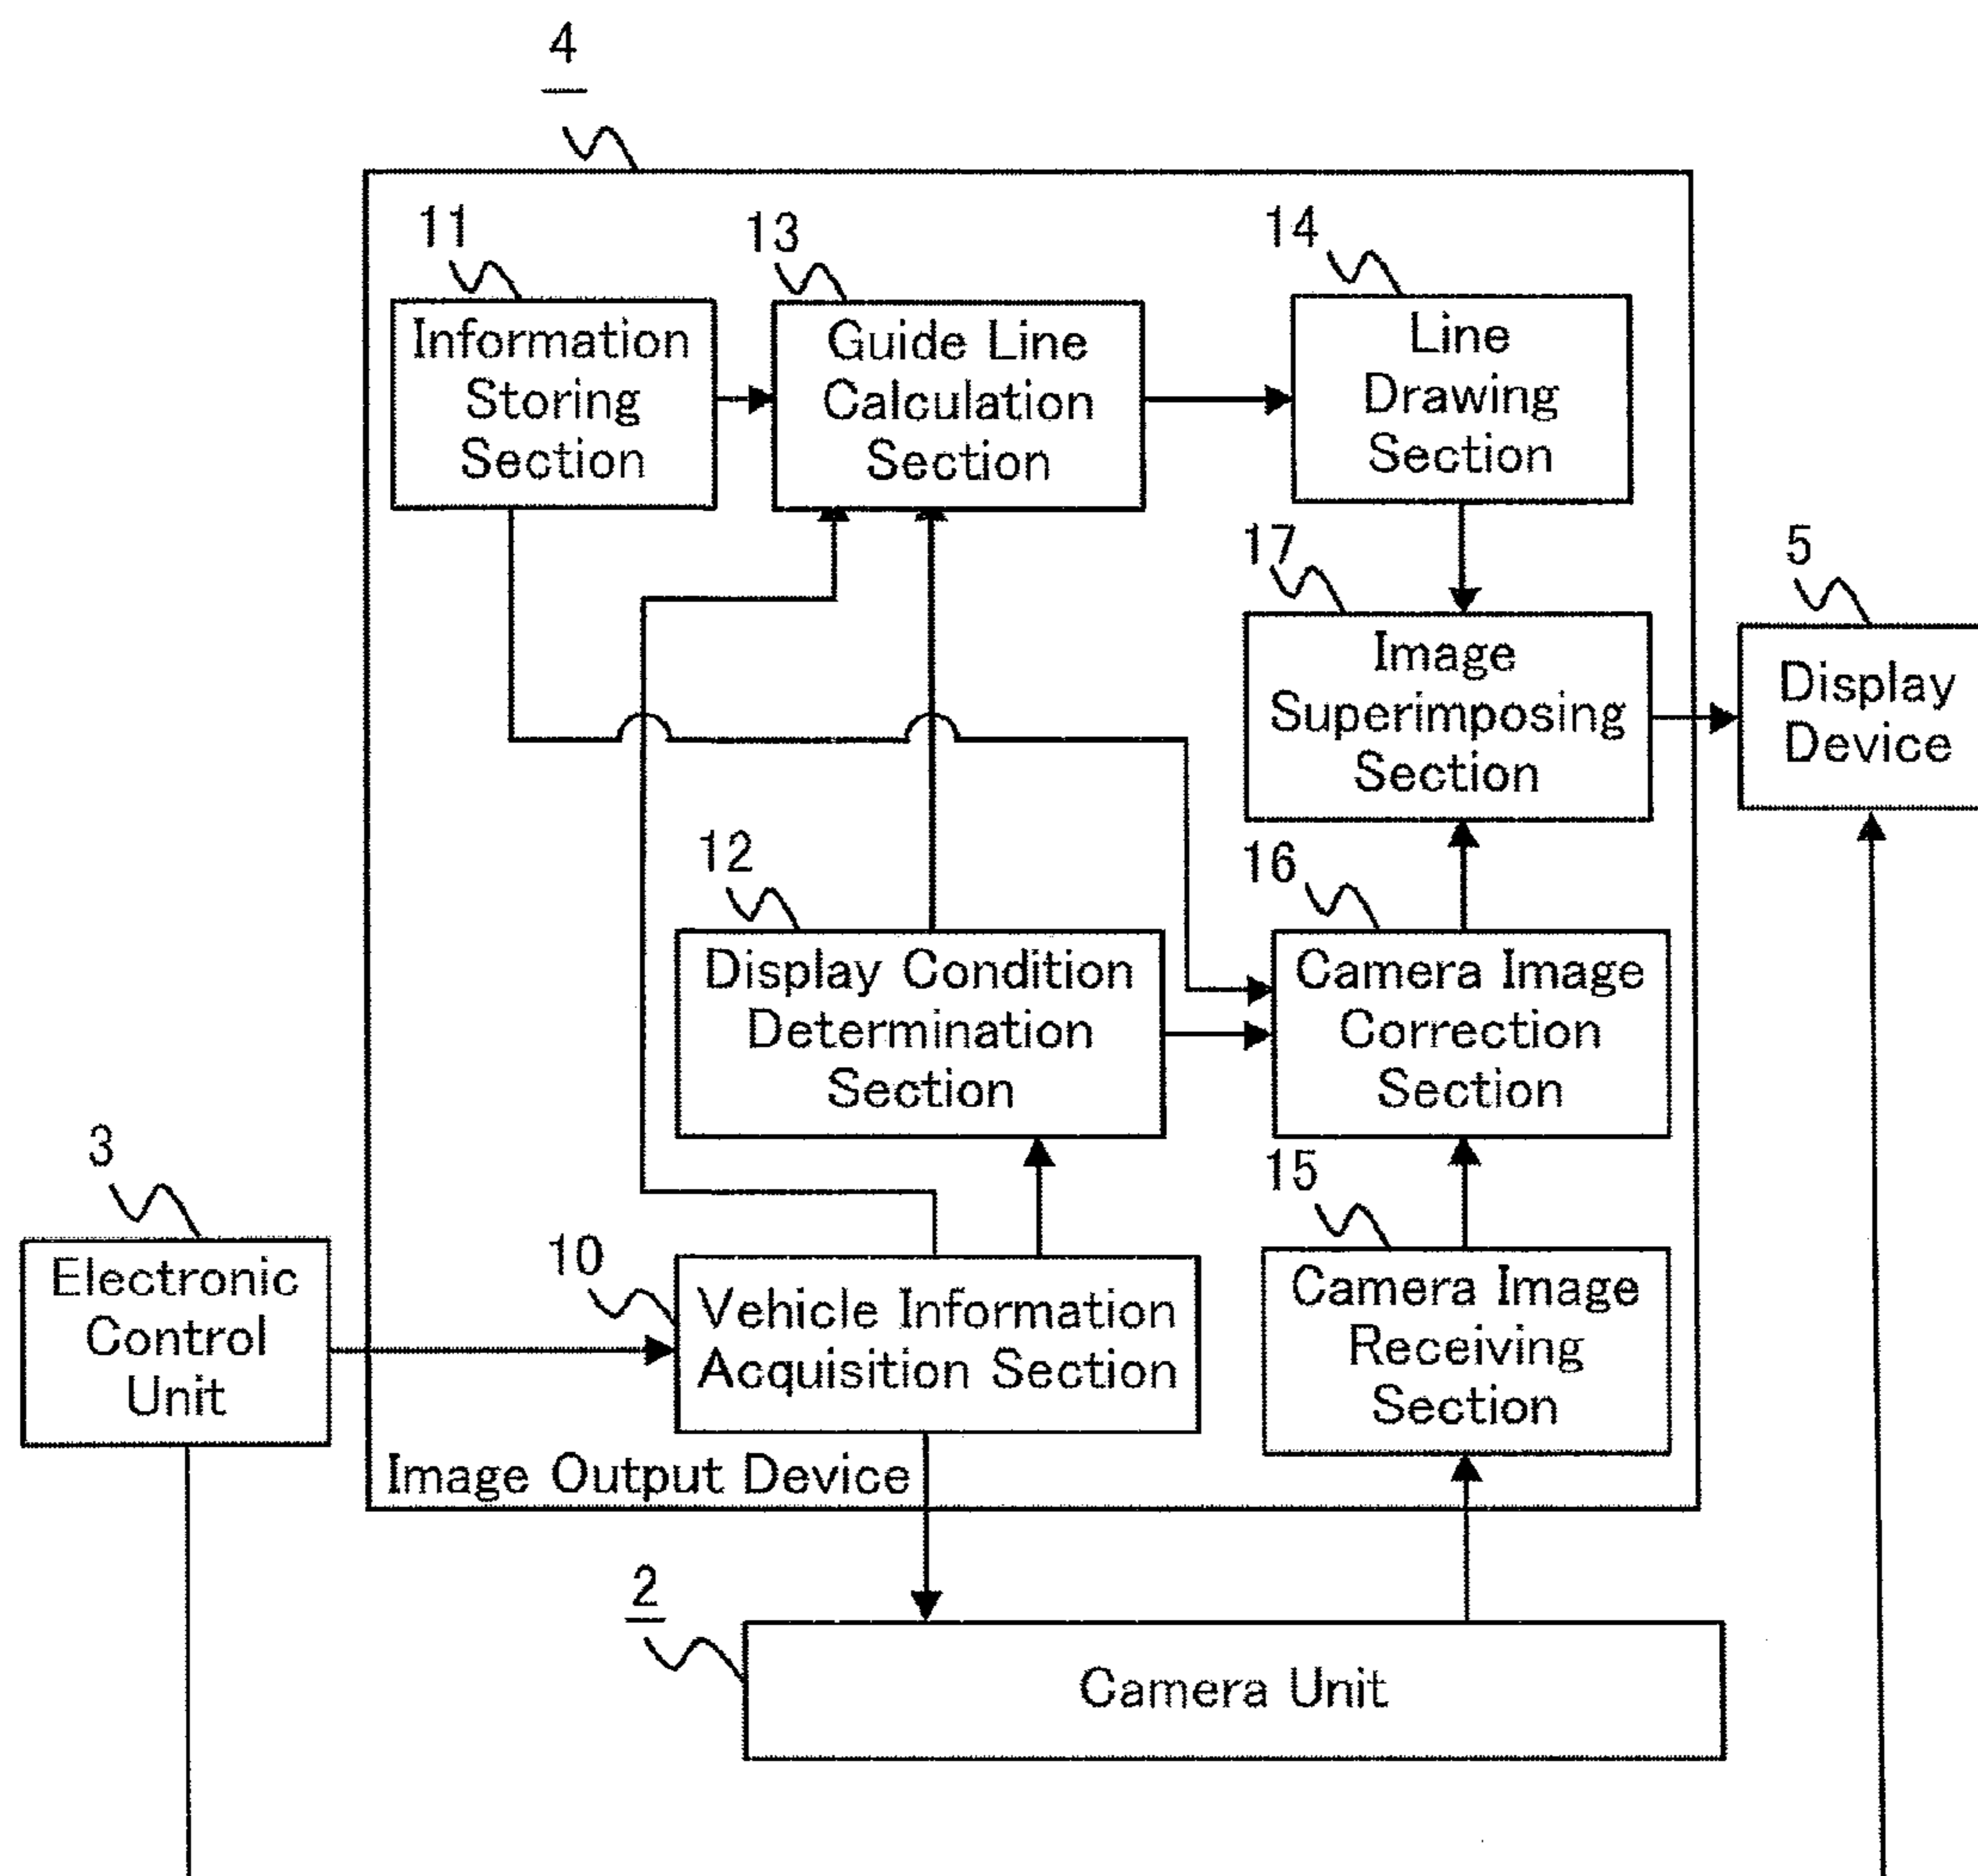 4
11
Information
Storing
Section
13
Guide Line
Calculation
Section
14
Line
Drawing
Section
17
Image
Superimposing
Section
5
Display
Device
12
Display Condition
Determination
Section
16
Camera Image
Correction
Section
3
Electronic
Control
Unit
10
Vehicle Information
Acquisition Section
15
Camera Image
Receiving
Section
Image Output Device
2
Camera Unit